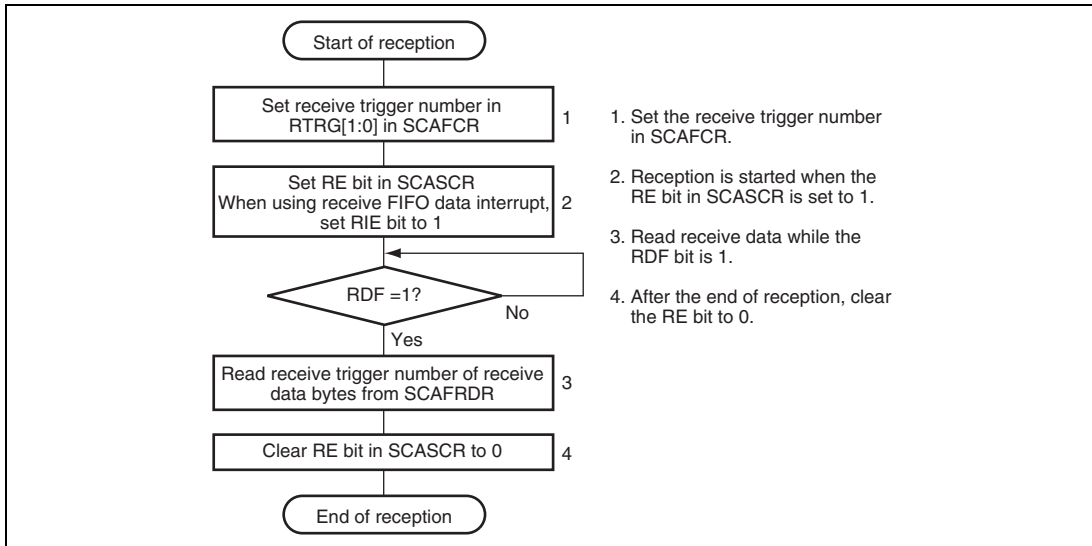 Start of reception
Set receive trigger number in
RTRG[1:0] in SCAFCR
1
Set RE bit in SCASCR
When using receive FIFO data interrupt,
set RIE bit to 1
2
RDF =1?
No
Yes
Read receive trigger number of receive
data bytes from SCAFRDR
3
Clear RE bit in SCASCR to 0
4
End of reception
1. Set the receive trigger number
in SCAFCR.
2. Reception is started when the
RE bit in SCASCR is set to 1.
3. Read receive data while the
RDF bit is 1.
4. After the end of reception, clear
the RE bit to 0.